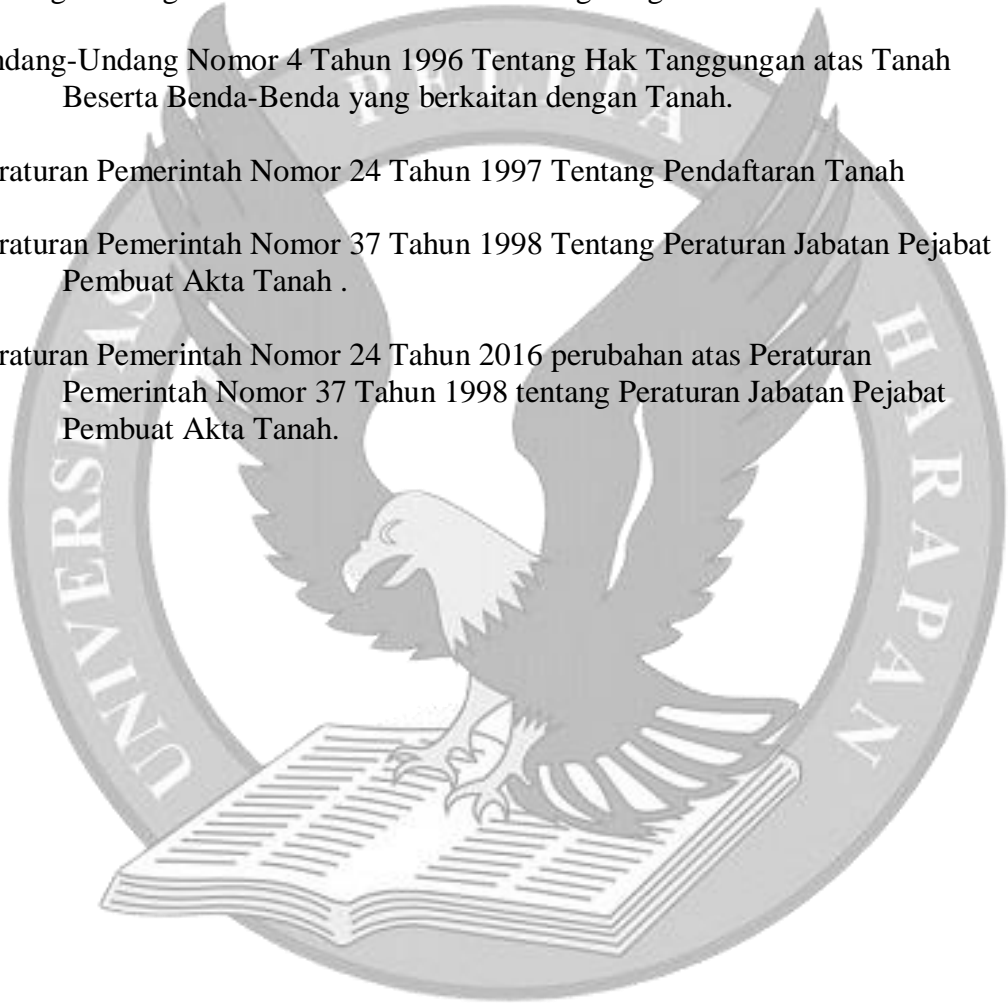 ndang-Undang Nomor 4 Tahun 1996 Tentang Hak Tanggungan atas Tanah
Beserta Benda-Benda yang berkaitan dengan Tanah.
raturan Pemerintah Nomor 24 Tahun 1997 Tentang Pendaftaran Tanah
raturan Pemerintah Nomor 37 Tahun 1998 Tentang Peraturan Jabatan Pejabat
Pembuat Akta Tanah .
raturan Pemerintah Nomor 24 Tahun 2016 perubahan atas Peraturan
Pemerintah Nomor 37 Tahun 1998 tentang Peraturan Jabatan Pejabat
Pembuat Akta Tanah.
UNIVERSITAS PELITA HARAPAN